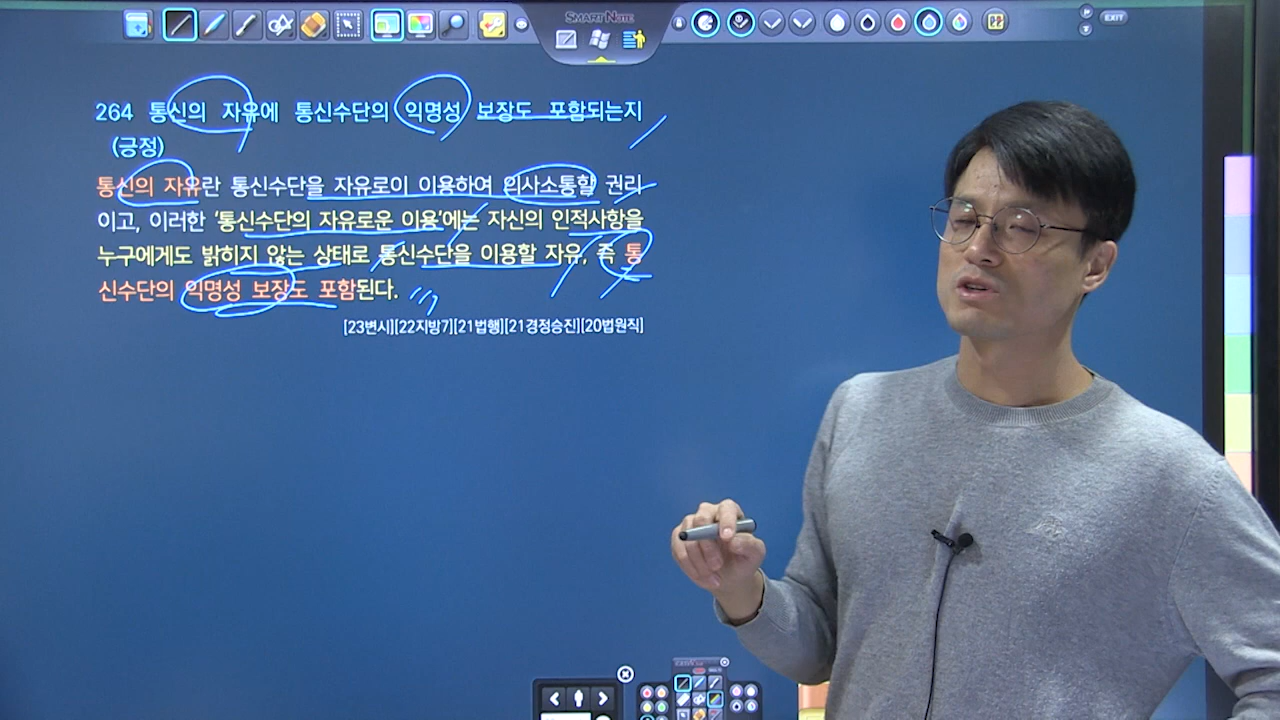 SMART NOTE
EXIT
264 통신의 자유에 통신수단의 익명성 보장도 포함되는지
(긍정)
통신의 자유란 통신수단을 자유로이 이용하여 의사소통할 권리
이고, 이러한 '통신수단의 자유로운 이용'에는 자신의 인적사항을
누구에게도 밝히지 않는 상태로 통신수단을 이용할 자유, 즉 통
신수단의 익명성 보장도 포함된다.
[23변시][22지방7][21법행][21경정승진][20법원직]